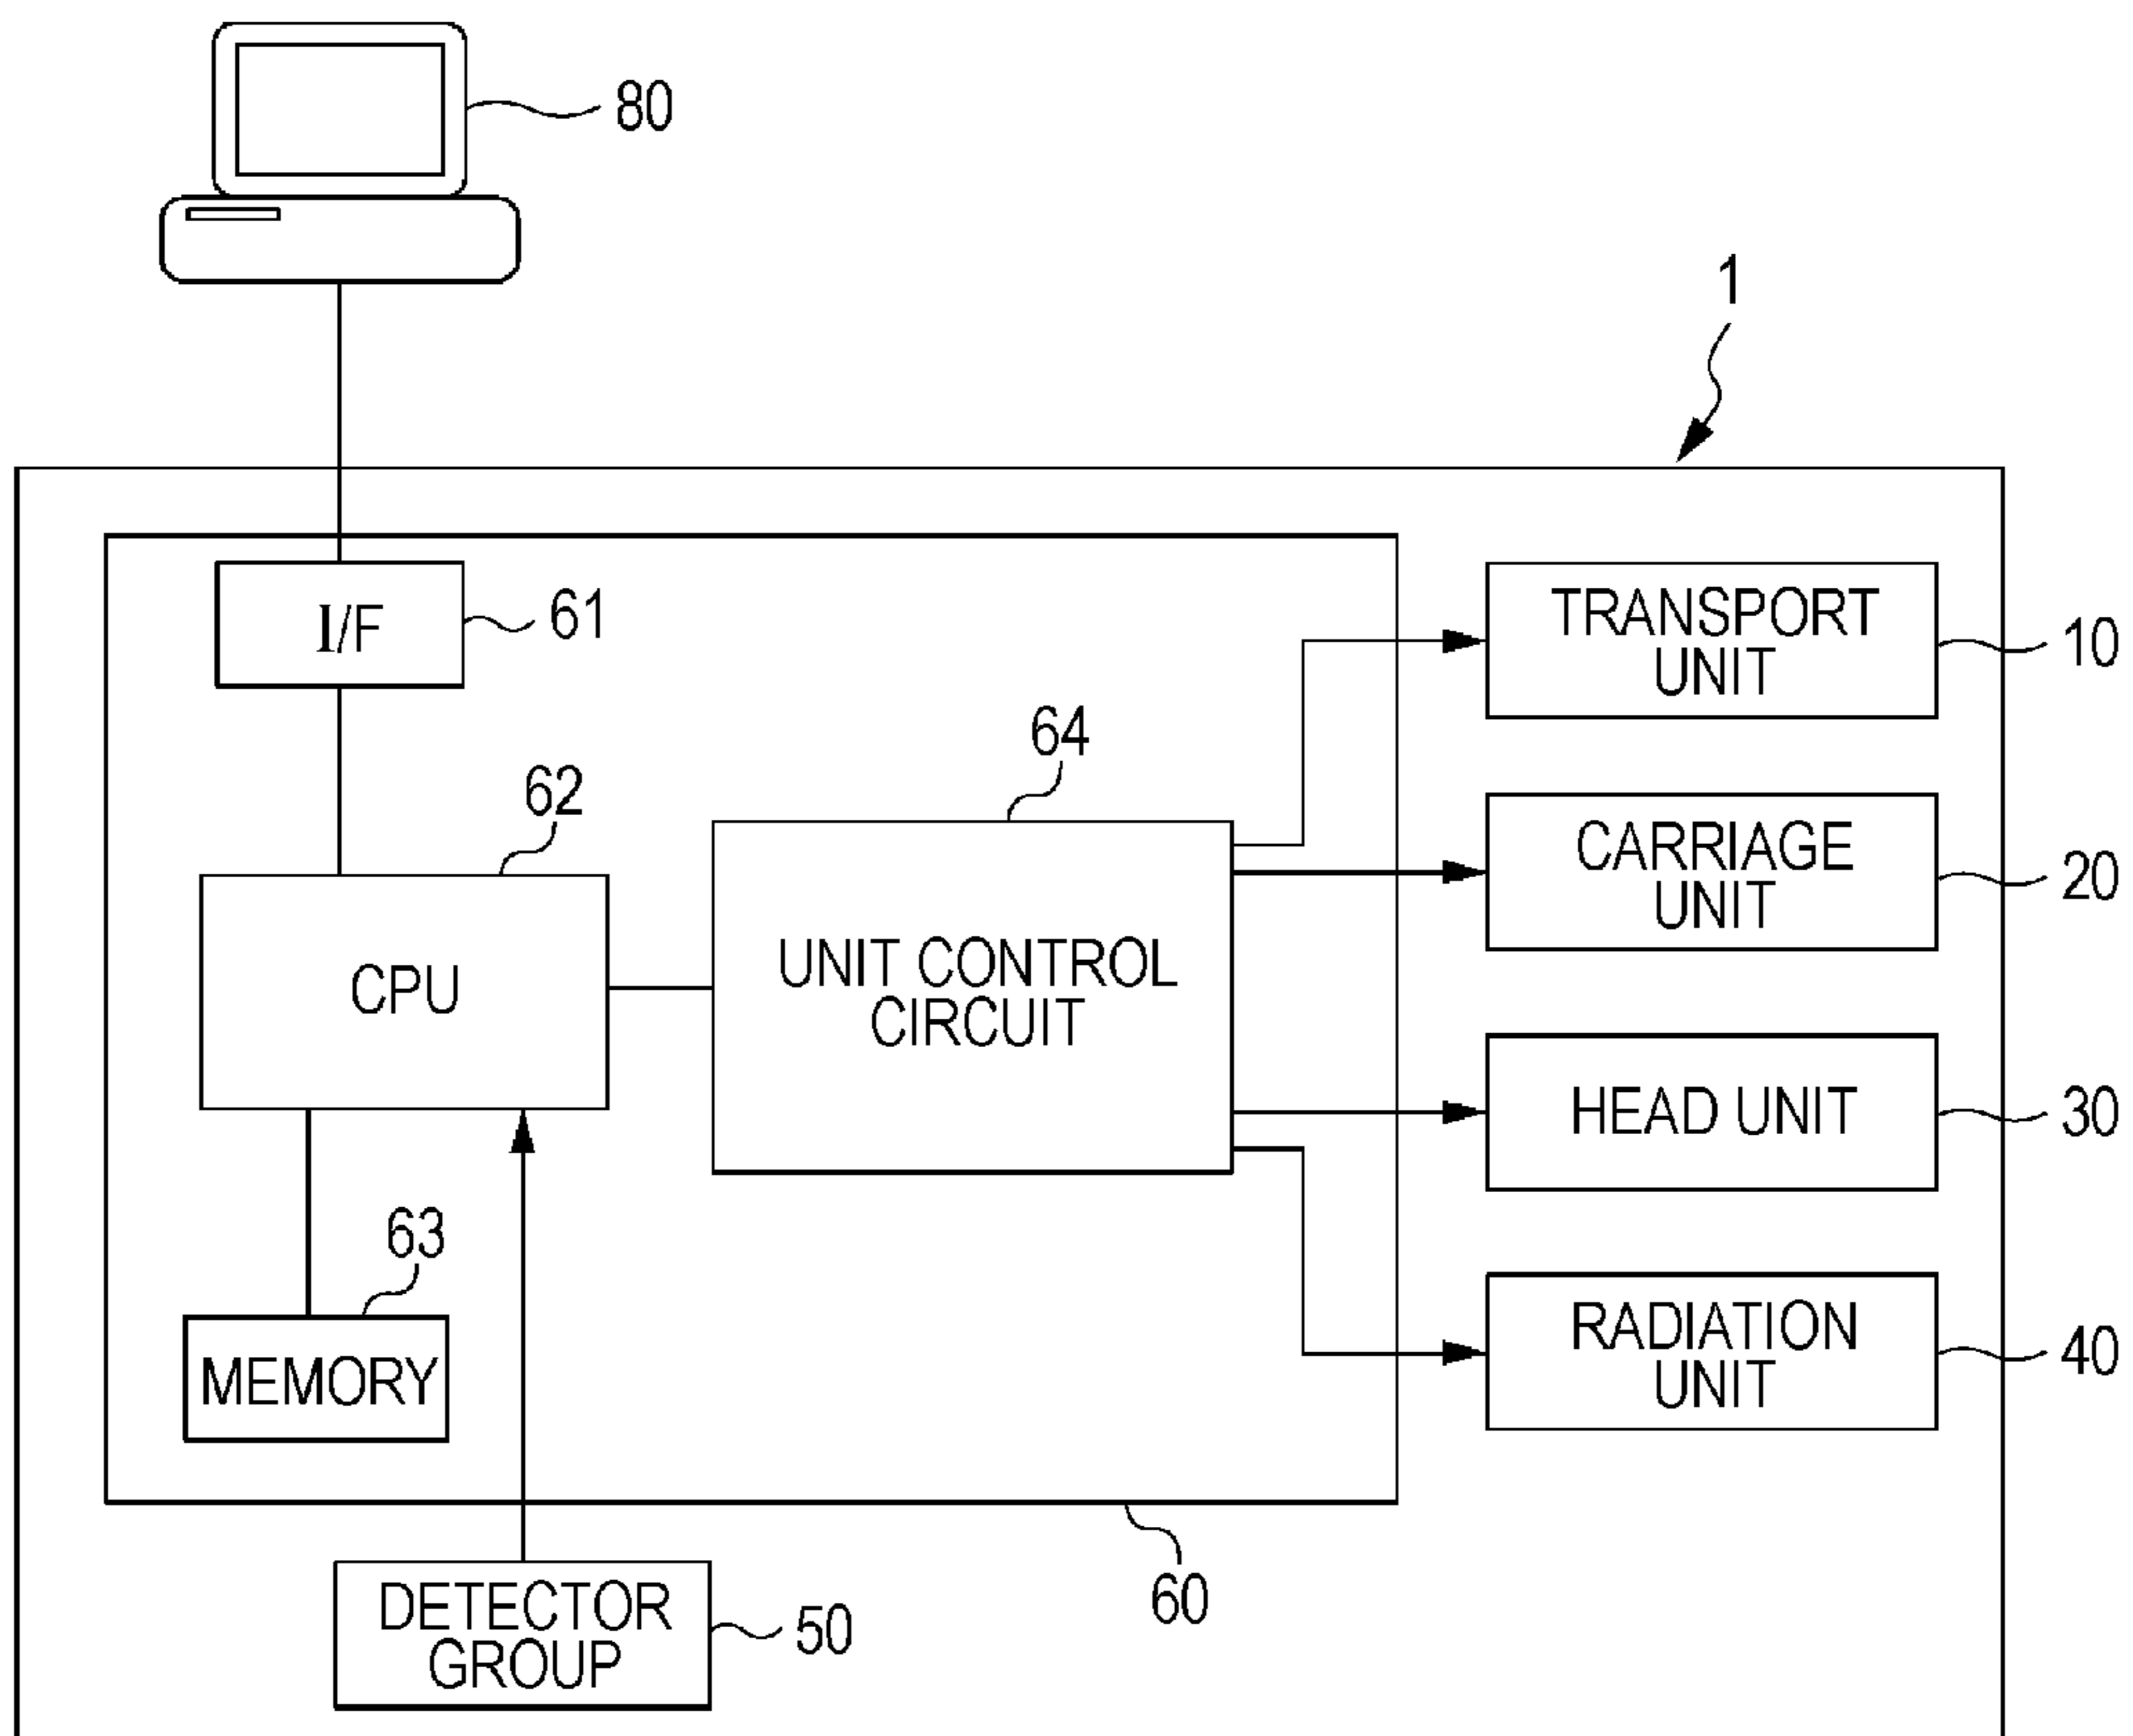 80
1
I/F
61
TRANSPORT
UNIT
10
64
62
CARRIAGE
UNIT
20
CPU
UNIT CONTROL
CIRCUIT
HEAD UNIT
30
63
MEMORY
RADIATION
UNIT
40
60
DETECTOR
GROUP
50